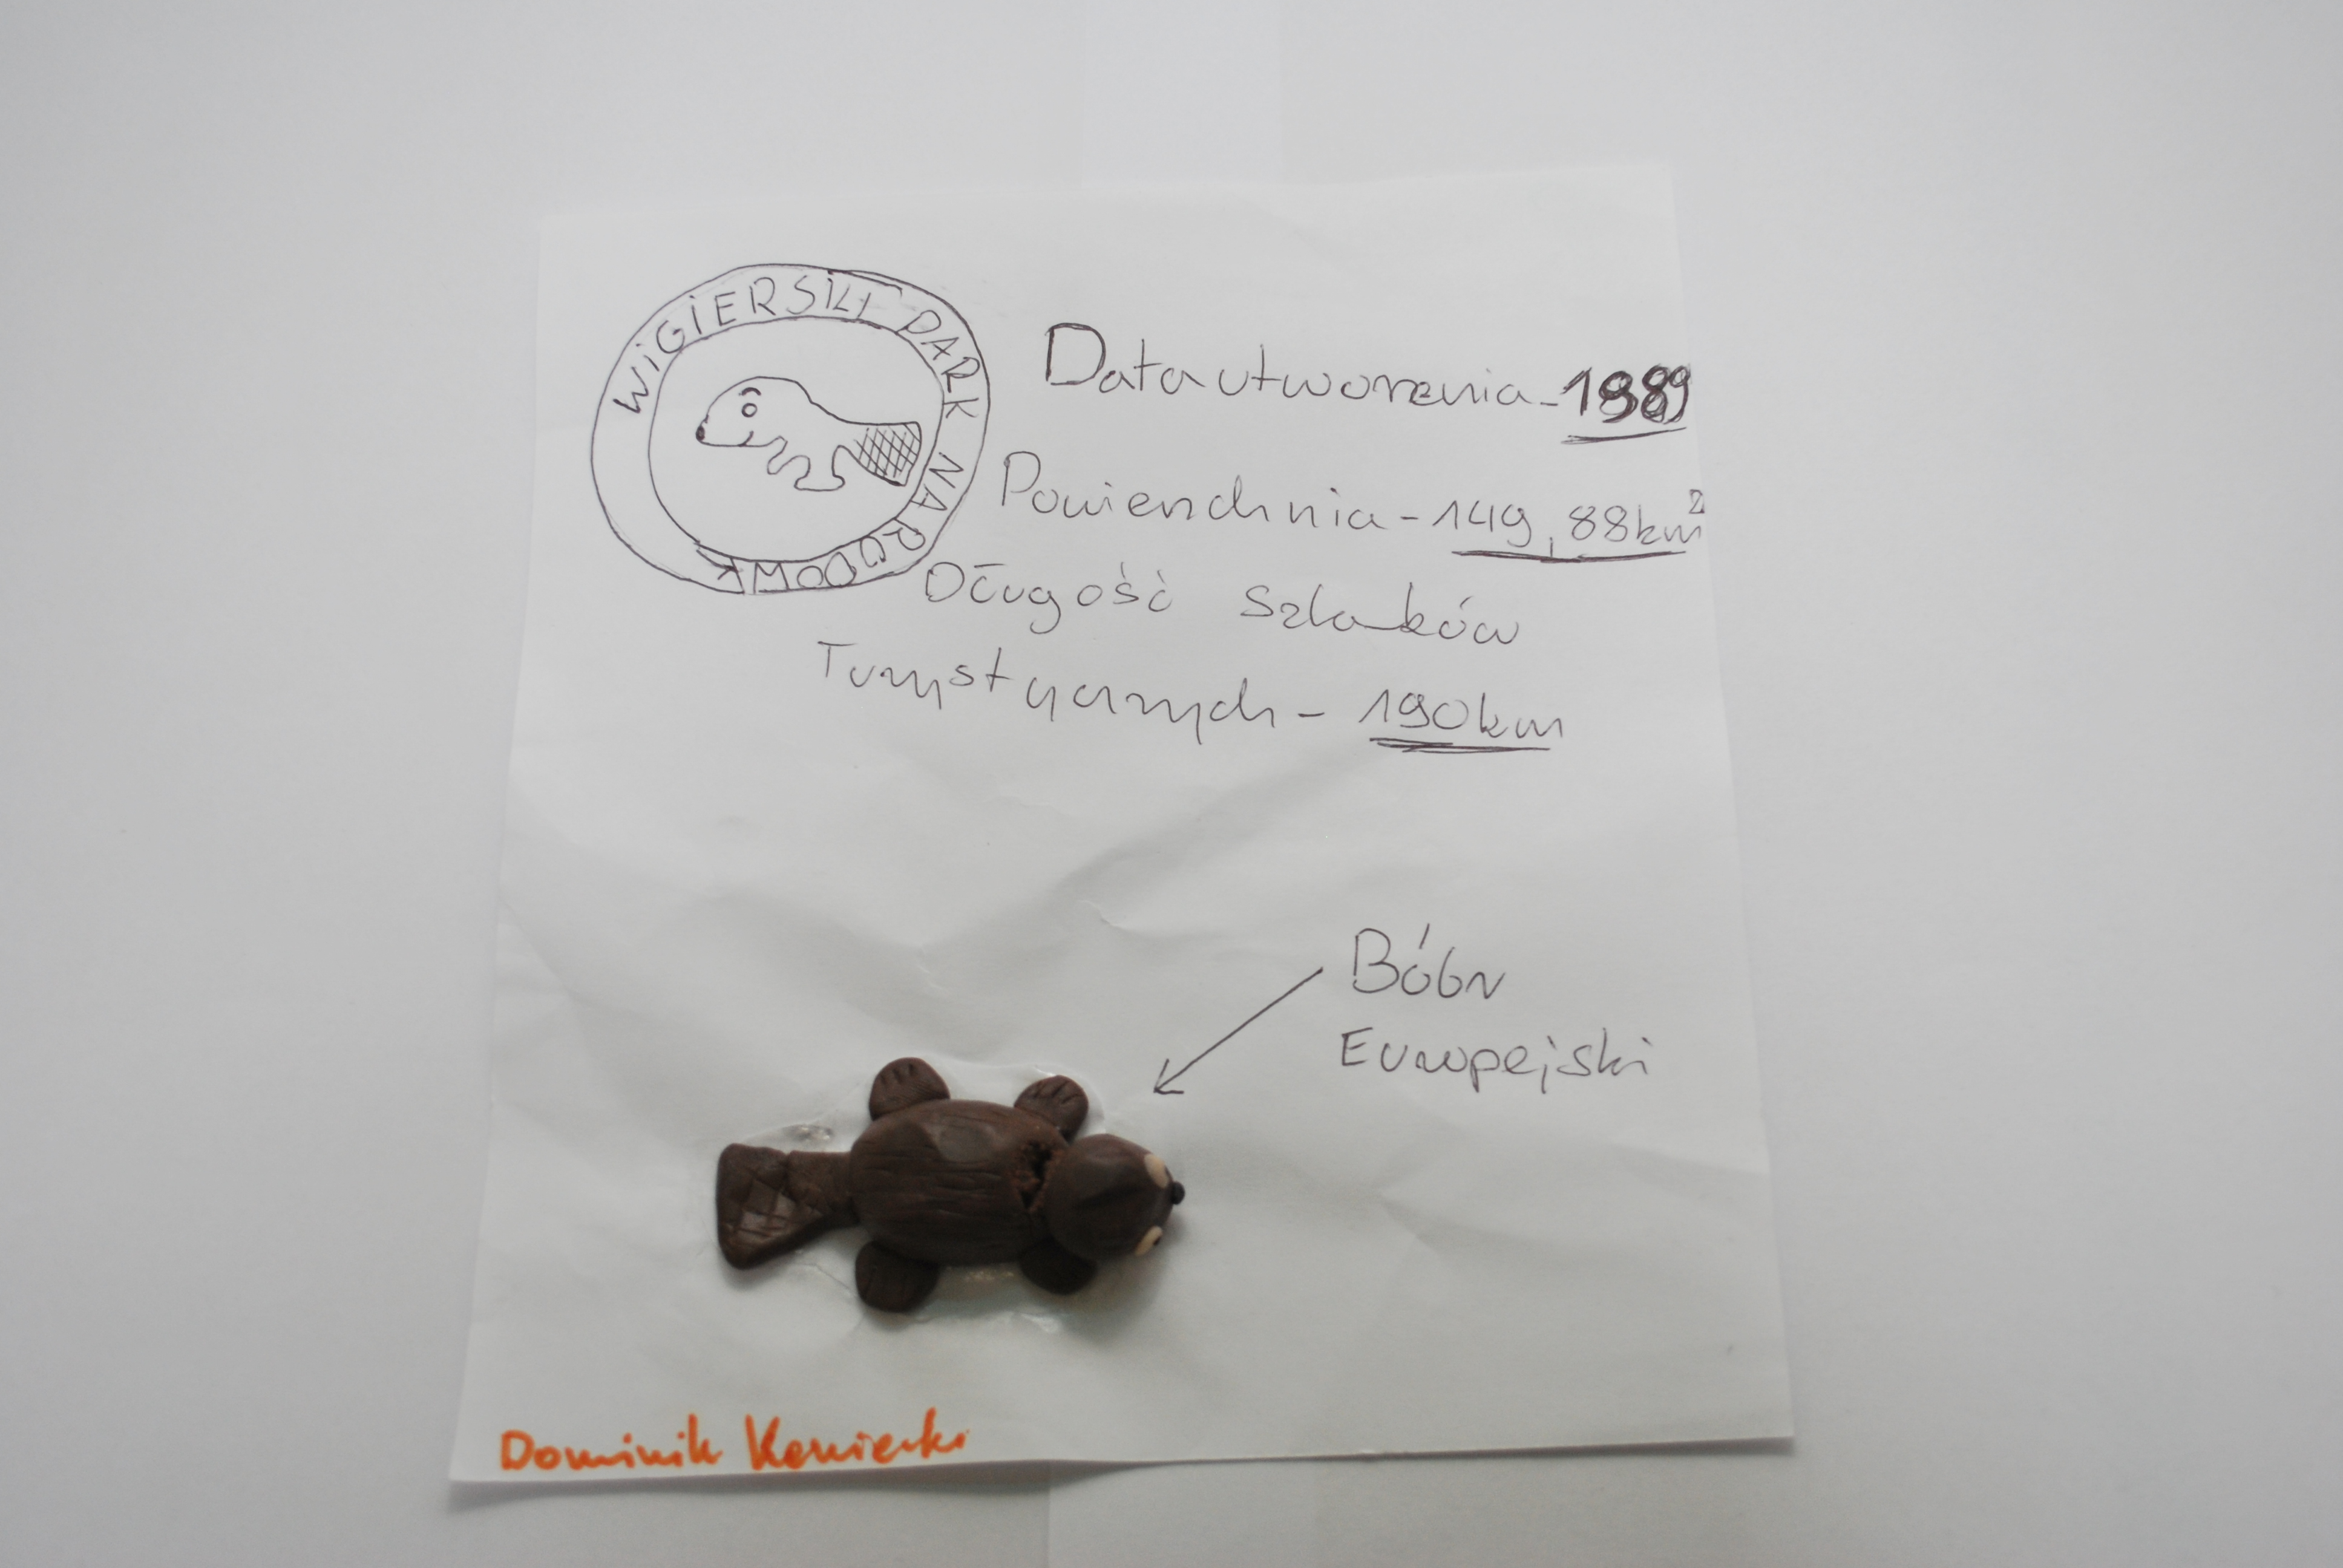 WIGIERSKI PARK NARODOWY
Data utworzenia - 1989
Powierzchnia - 149,88km²
Długość szlaków
Turystycznych - 190km
Bóbr
Europejski
Dominik